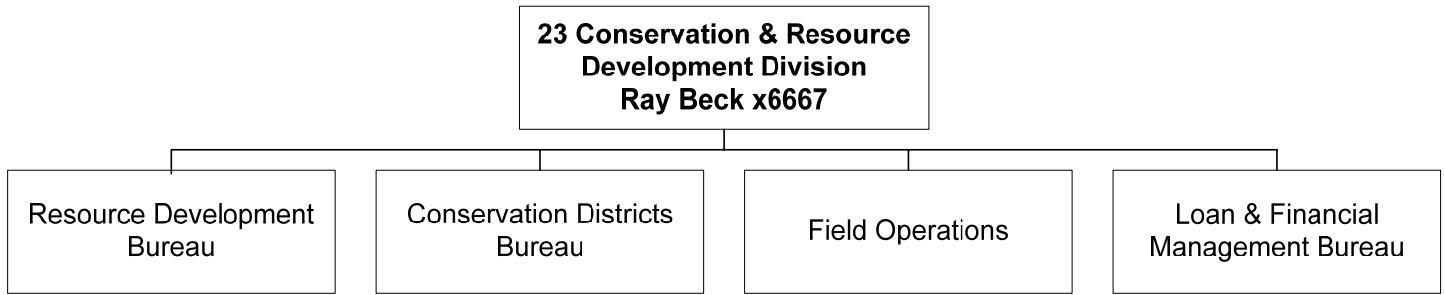 23 Conservation & Resource
Development Division
Ray Beck x6667
Resource Development
Bureau
Conservation Districts
Bureau
Field Operations
Loan & Financial
Management Bureau